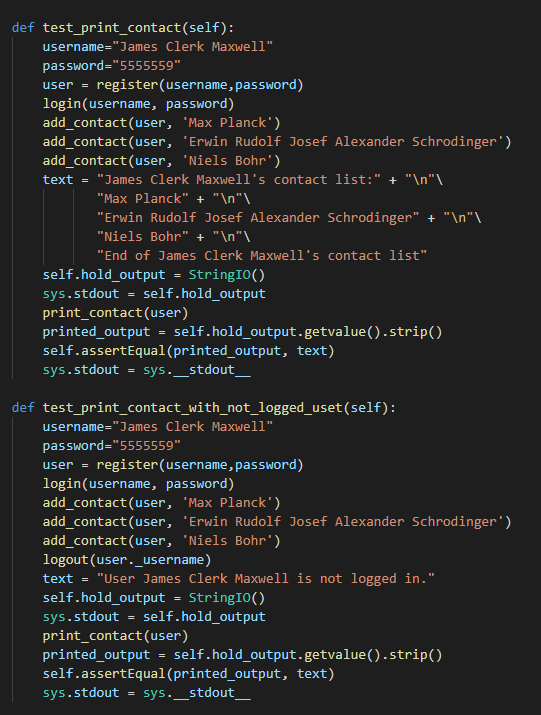 def test_print_contact(self):
    username="James Clerk Maxwell"
    password="5555559"
    user = register(username,password)
    login(username, password)
    add_contact(user, 'Max Planck')
    add_contact(user, 'Erwin Rudolf Josef Alexander Schrodinger')
    add_contact(user, 'Niels Bohr')
    text = "James Clerk Maxwell's contact list:" + "\n"\
           "Max Planck" + "\n"\
           "Erwin Rudolf Josef Alexander Schrodinger" + "\n"\
           "Niels Bohr" + "\n"\
           "End of James Clerk Maxwell's contact list"
    self.hold_output = StringIO()
    sys.stdout = self.hold_output
    print_contact(user)
    printed_output = self.hold_output.getvalue().strip()
    self.assertEqual(printed_output, text)
    sys.stdout = sys.__stdout__

def test_print_contact_with_not_logged_uset(self):
    username="James Clerk Maxwell"
    password="5555559"
    user = register(username,password)
    login(username, password)
    add_contact(user, 'Max Planck')
    add_contact(user, 'Erwin Rudolf Josef Alexander Schrodinger')
    add_contact(user, 'Niels Bohr')
    logout(user._username)
    text = "User James Clerk Maxwell is not logged in."
    self.hold_output = StringIO()
    sys.stdout = self.hold_output
    print_contact(user)
    printed_output = self.hold_output.getvalue().strip()
    self.assertEqual(printed_output, text)
    sys.stdout = sys.__stdout__